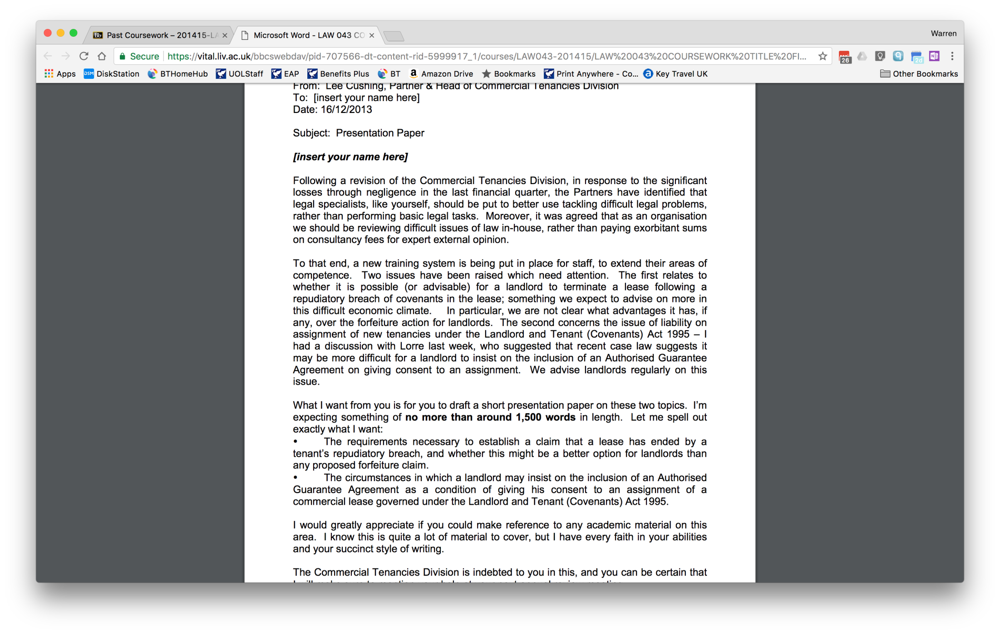 Past Coursework – 201415-LA
Microsoft Word - LAW 043 CO
Warren
Secure https://vital.liv.ac.uk/bbcswebdav/pid-707566-dt-content-rid-5999917_1/courses/LAW043-201415/LAW%20043%20COURSEWORK%20TITLE%20FI...
26
2d
Apps DSM DiskStation BTHomeHub UOLStaff EAP Benefits Plus BT Amazon Drive Bookmarks Print Anywhere - Co... Key Travel UK Other Bookmarks
From: Lee Cushing, Partner & Head of Commercial Tenancies Division
To: [insert your name here]
Date: 16/12/2013
Subject: Presentation Paper
[insert your name here]
Following a revision of the Commercial Tenancies Division, in response to the significant
losses through negligence in the last financial quarter, the Partners have identified that
legal specialists, like yourself, should be put to better use tackling difficult legal problems,
rather than performing basic legal tasks. Moreover, it was agreed that as an organisation
we should be reviewing difficult issues of law in-house, rather than paying exorbitant sums
on consultancy fees for expert external opinion.
To that end, a new training system is being put in place for staff, to extend their areas of
competence. Two issues have been raised which need attention. The first relates to
whether it is possible (or advisable) for a landlord to terminate a lease following a
repudiatory breach of covenants in the lease; something we expect to advise on more in
this difficult economic climate. In particular, we are not clear what advantages it has, if
any, over the forfeiture action for landlords. The second concerns the issue of liability on
assignment of new tenancies under the Landlord and Tenant (Covenants) Act 1995 – I
had a discussion with Lorre last week, who suggested that recent case law suggests it
may be more difficult for a landlord to insist on the inclusion of an Authorised Guarantee
Agreement on giving consent to an assignment. We advise landlords regularly on this
issue.
What I want from you is for you to draft a short presentation paper on these two topics. I'm
expecting something of no more than around 1,500 words in length. Let me spell out
exactly what I want:
• The requirements necessary to establish a claim that a lease has ended by a
tenant's repudiatory breach, and whether this might be a better option for landlords than
any proposed forfeiture claim.
• The circumstances in which a landlord may insist on the inclusion of an Authorised
Guarantee Agreement as a condition of giving his consent to an assignment of a
commercial lease governed under the Landlord and Tenant (Covenants) Act 1995.
I would greatly appreciate if you could make reference to any academic material on this
area. I know this is quite a lot of material to cover, but I have every faith in your abilities
and your succinct style of writing.
The Commercial Tenancies Division is indebted to you in this, and you can be certain that